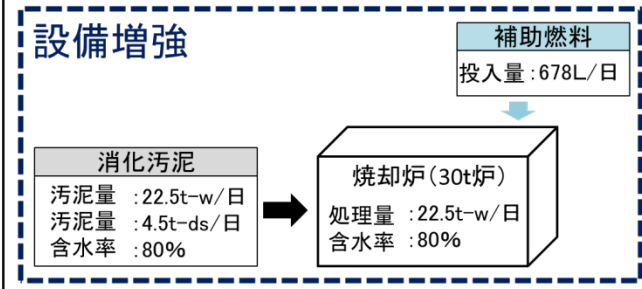 設備増強
補助燃料
投入量:678L/日
消化汚泥
汚泥量 :22.5t-w/日
汚泥量 :4.5t-ds/日
含水率 :80%
焼却炉(30t炉)
処理量 :22.5t-w/日
含水率 :80%